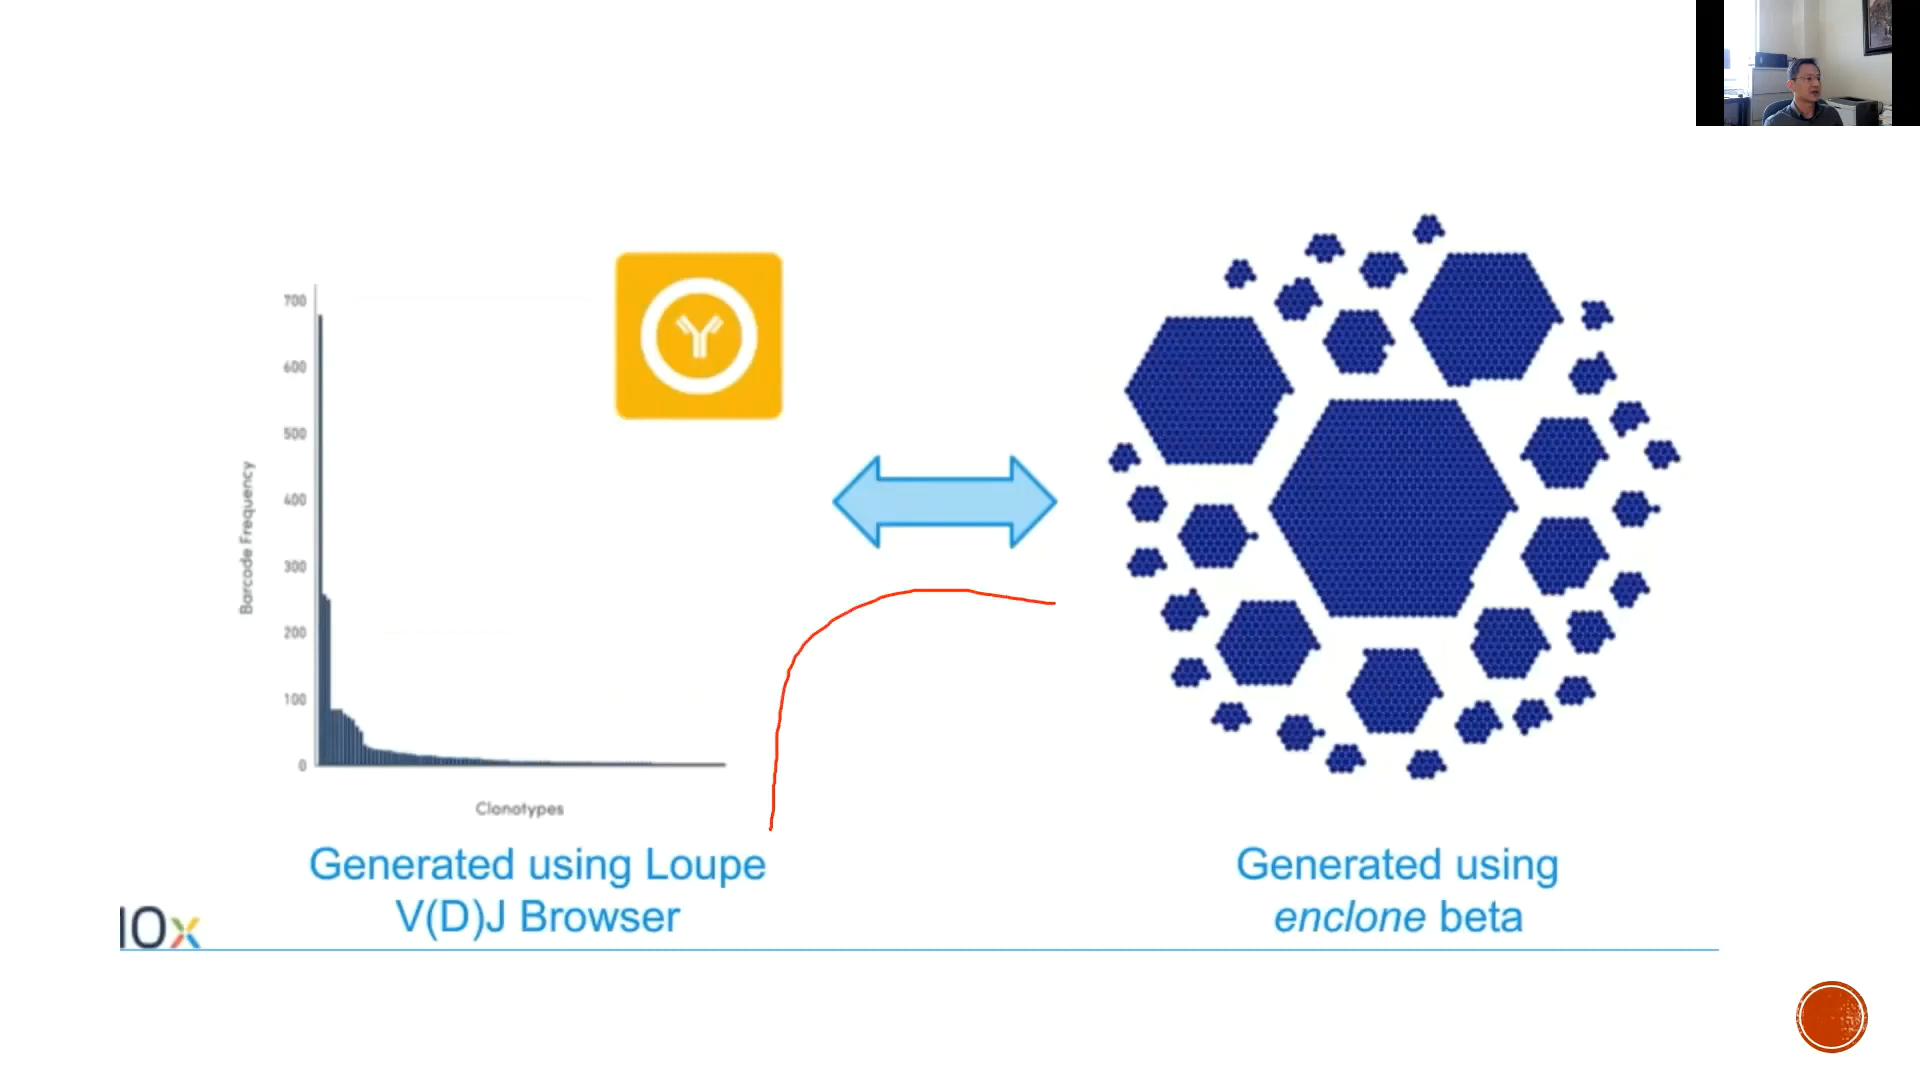 700
600
500
400
300
200
100
0
Barcode Frequency
Clonotypes
Generated using Loupe
V(D)J Browser
Generated using
enclone beta
10x